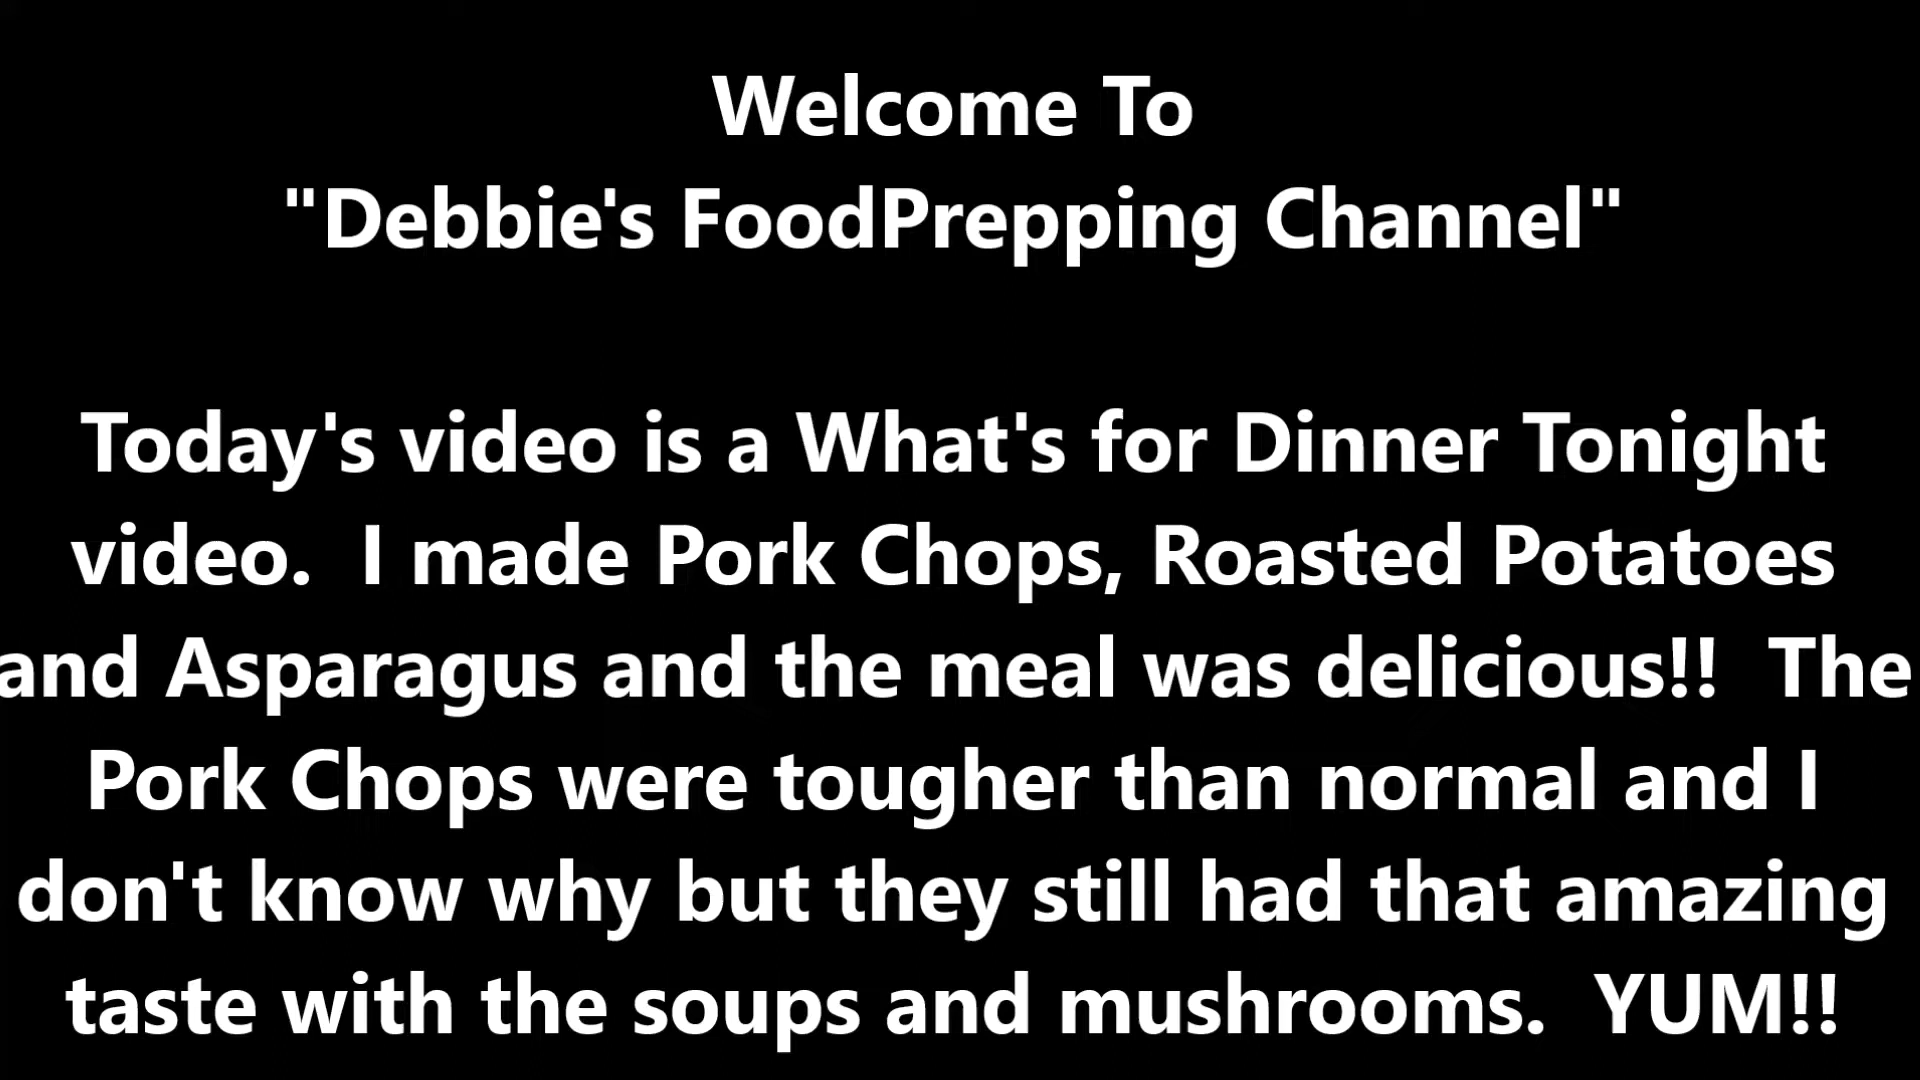 Welcome To
"Debbie's FoodPrepping Channel"
Today's video is a What's for Dinner Tonight
video.  I made Pork Chops, Roasted Potatoes
and Asparagus and the meal was delicious!!  The
Pork Chops were tougher than normal and I
don't know why but they still had that amazing
taste with the soups and mushrooms.  YUM!!